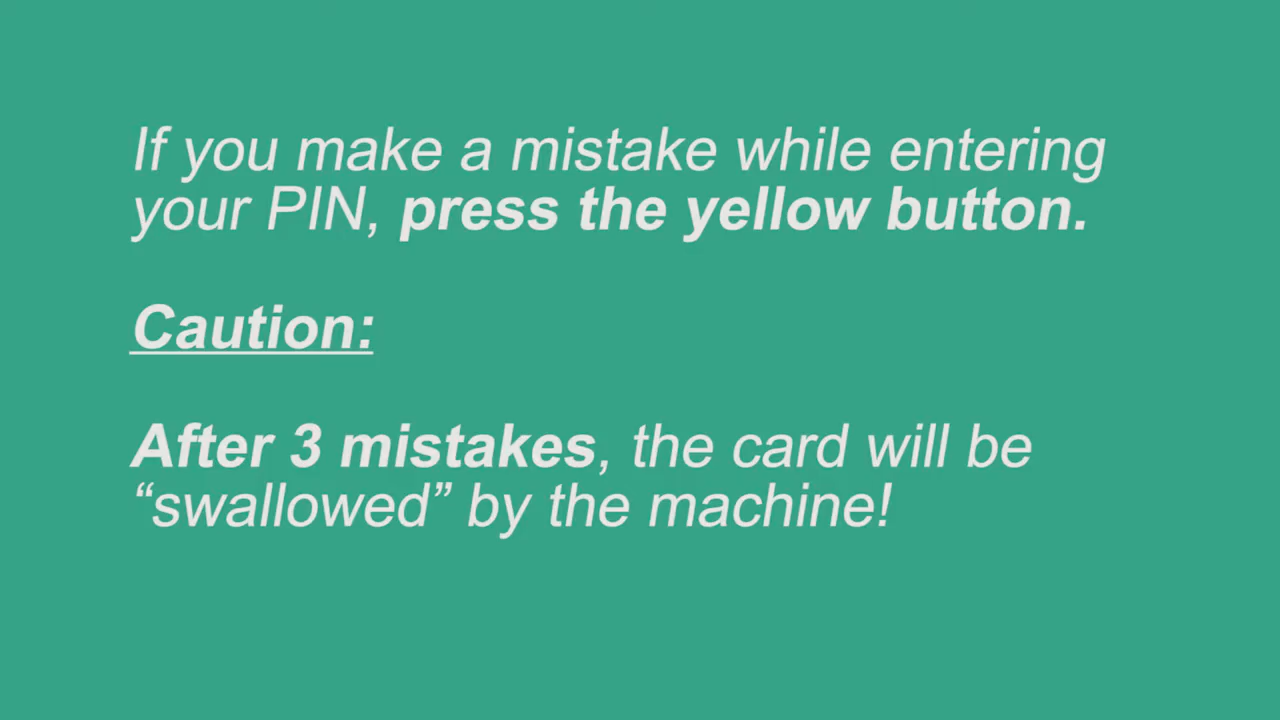 If you make a mistake while entering
your PIN, press the yellow button.
Caution:
After 3 mistakes, the card will be
“swallowed” by the machine!